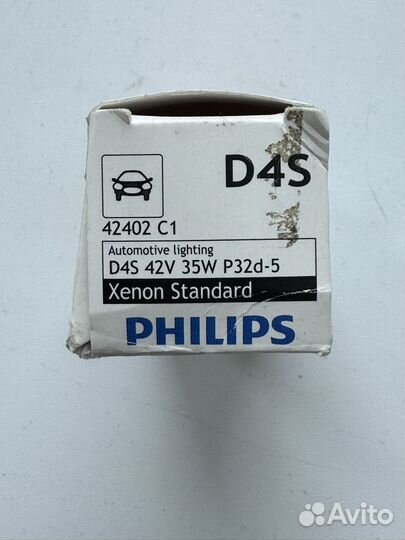 D4S
42402 C1
Automotive lighting
D4S 42V 35W P32d-5
Xenon Standard
PHILIPS
Avito